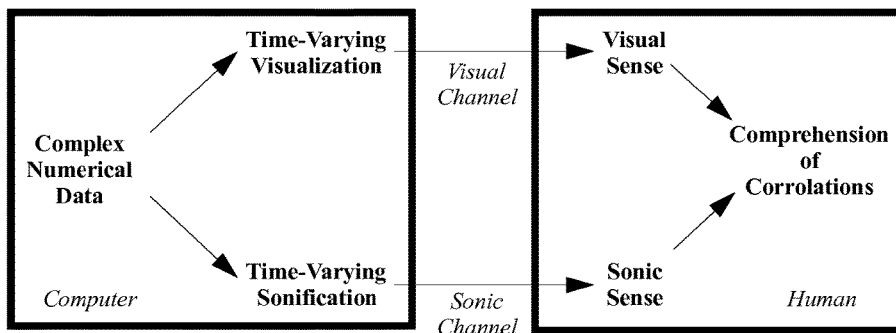 Time-Varying
Visualization
Visual
Channel
Visual
Sense
Complex
Numerical
Data
Comprehension
of
Corrolations
Time-Varying
Sonification
Computer
Sonic
Channel
Sonic
Sense
Human